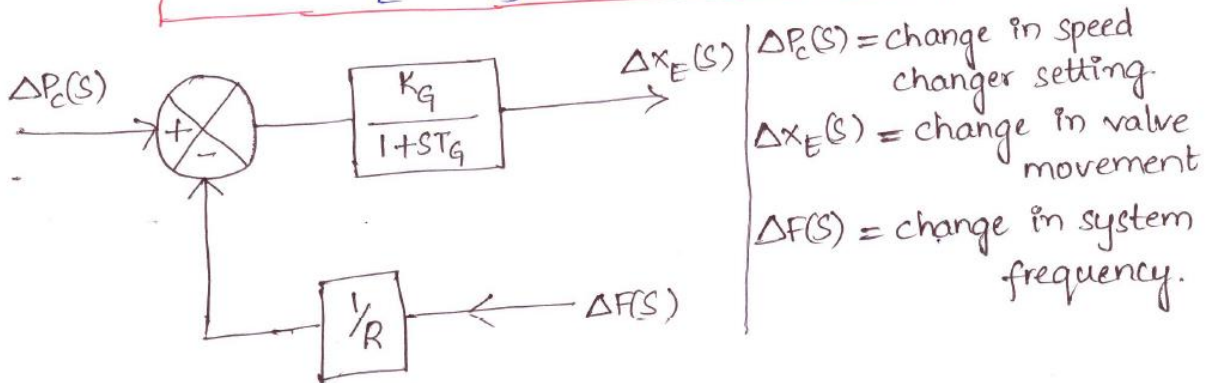 ΔPc(S)
+
-
KG
1+STG
ΔXE(S)
1/R
ΔF(S)
ΔPc(S) = change in speed
changer setting.
ΔXE(S) = change in valve
movement
ΔF(S) = change in system
frequency.